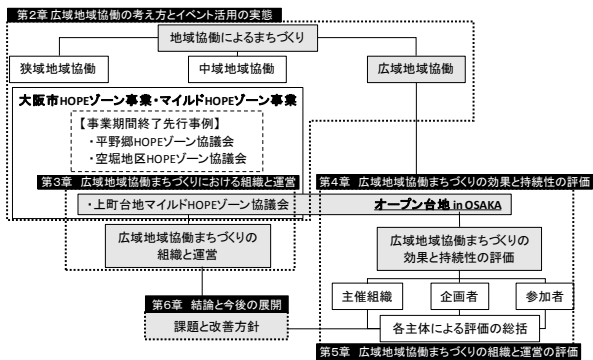 第2章 広域地域協働の考え方とイベント活用の実態
地域協働によるまちづくり
狭域地域協働
中域地域協働
広域地域協働
大阪市HOPEゾーン事業・マイルドHOPEゾーン事業
【事業期間終了先行事例】
・平野郷HOPEゾーン協議会
・空堀地区HOPEゾーン協議会
第3章 広域地域協働まちづくりにおける組織と運営
第4章 広域地域協働まちづくりの効果と持続性の評価
・上町台地マイルドHOPEゾーン協議会
オープン台地 in OSAKA
広域地域協働まちづくりの
組織と運営
広域地域協働まちづくりの
効果と持続性の評価
主催組織
企画者
参加者
第6章 結論と今後の展開
課題と改善方針
各主体による評価の総括
第5章 広域地域協働まちづくりの組織と運営の評価